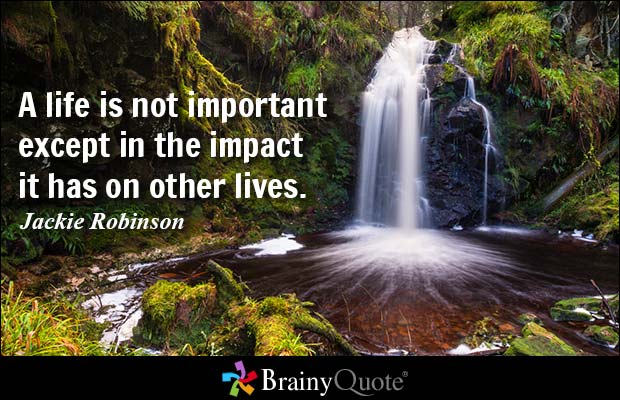 A life is not important
except in the impact
it has on other lives.
Jackie Robinson
BrainyQuote®